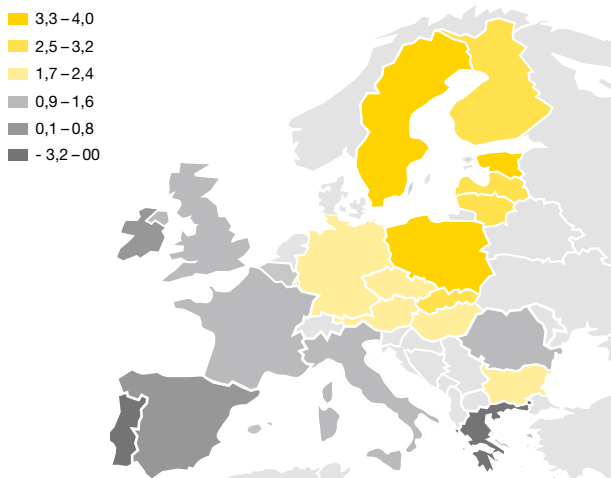 3,3 – 4,0
2,5 – 3,2
1,7 – 2,4
0,9 – 1,6
0,1 – 0,8
- 3,2 – 00